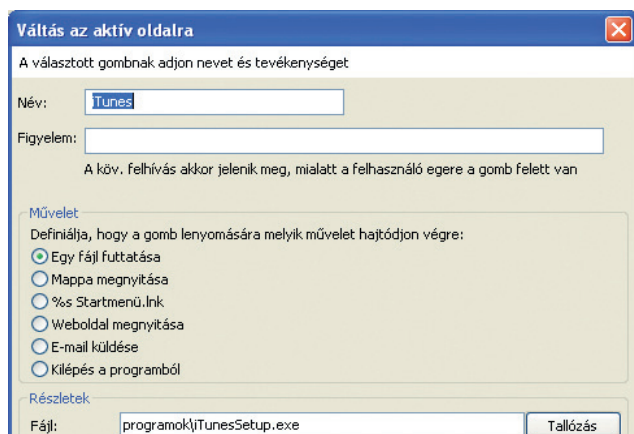 Váltás az aktív oldalra
A választott gombnak adjon nevet és tevékenységet
Név: iTunes
Figyelem:
A köv. felhívás akkor jelenik meg, mialatt a felhasználó egere a gomb felett van
Művelet
Definiálja, hogy a gomb lenyomására melyik művelet hajtódjon végre:
Egy fájl futtatása
Mappa megnyitása
%s Startmenü.lnk
Weboldal megnyitása
E-mail küldése
Kilépés a programból
Részletek
Fájl: programok\iTunesSetup.exe Tallózás